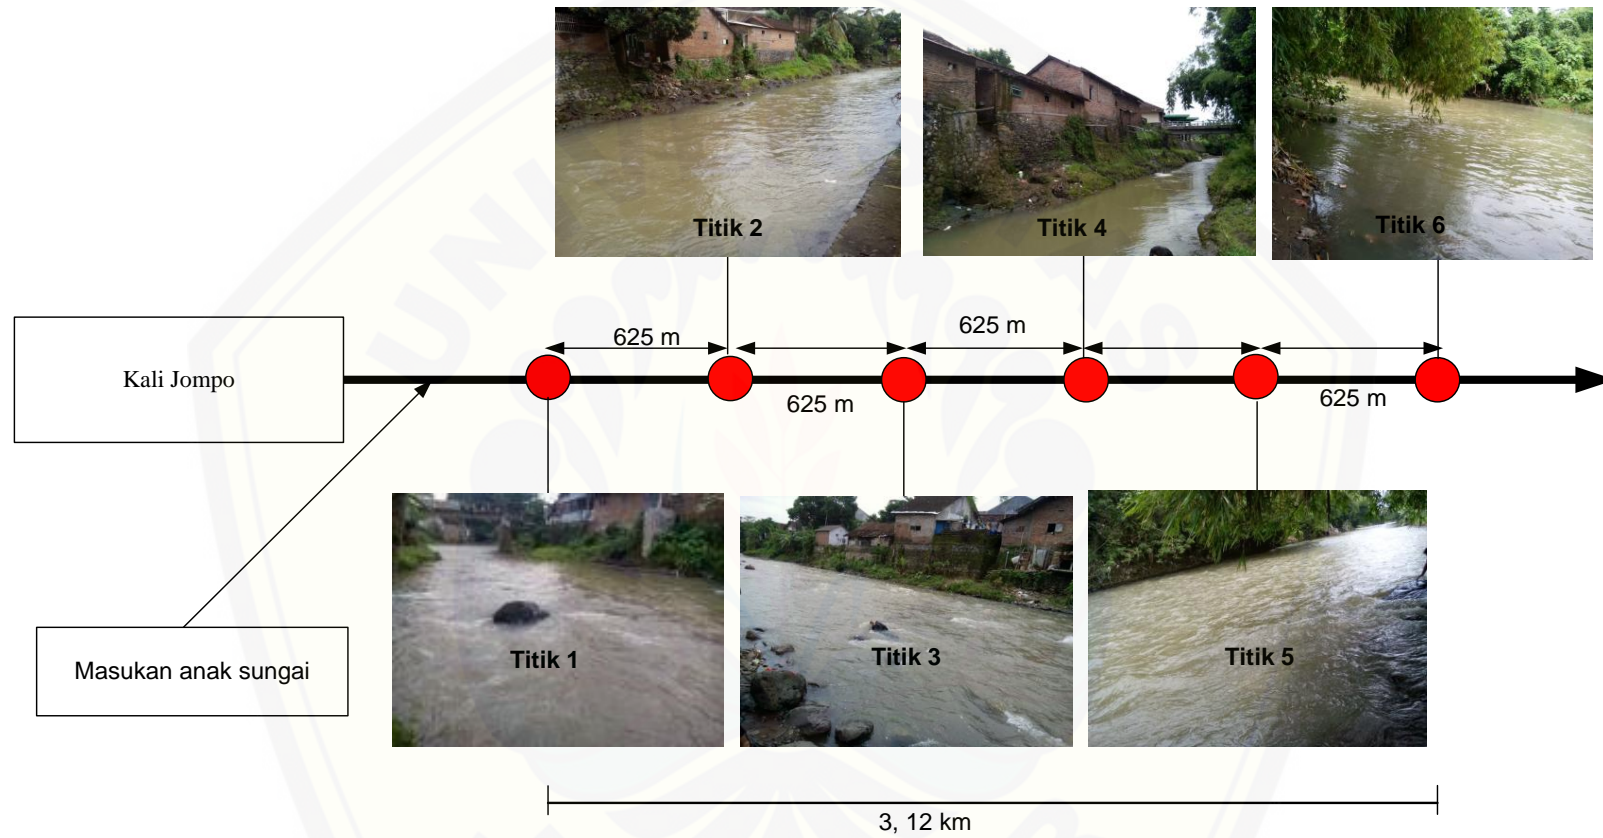 Titik 2
Titik 4
Titik 6
625 m
625 m
Kali Jompo
625 m
625 m
Masukan anak sungai
Titik 1
Titik 3
Titik 5
3, 12 km